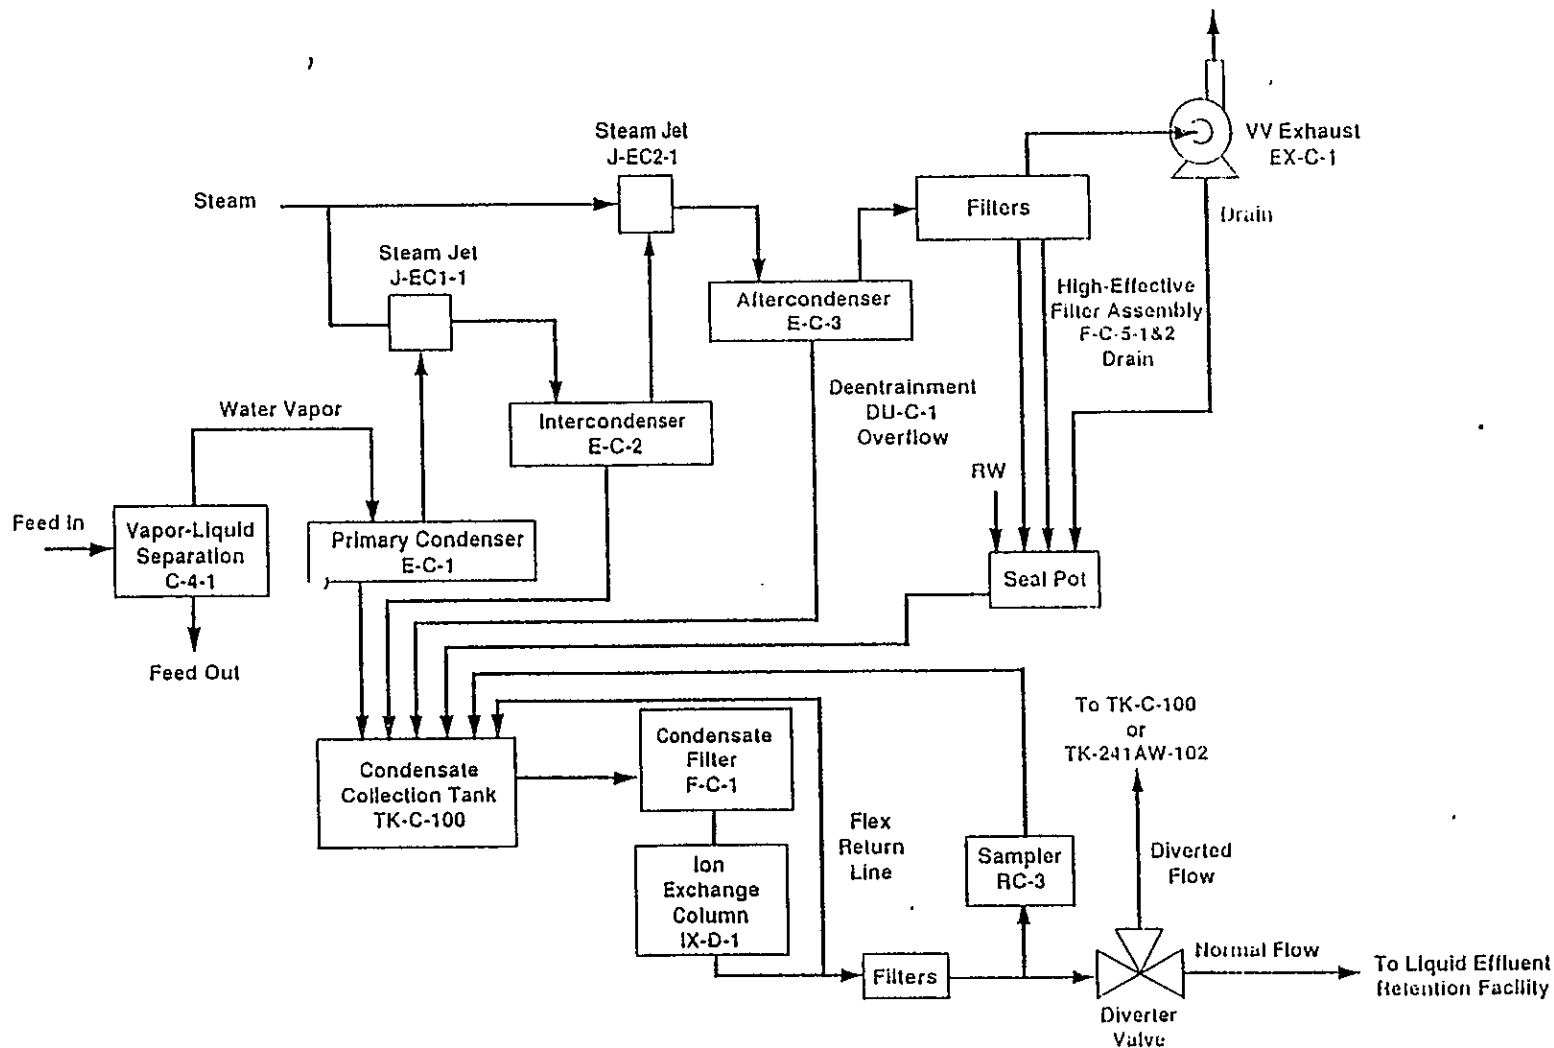 Steam Jet
J-EC2-1
VV Exhaust
EX-C-1
Steam
Filters
Drain
Steam Jet
J-EC1-1
High-Effective
Filter Assembly
F-C-5-1&2
Drain
Aftercondenser
E-C-3
Deentrainment
DU-C-1
Overflow
Water Vapor
Intercondenser
E-C-2
RW
Feed In
Vapor-Liquid
Separation
C-4-1
Primary Condenser
E-C-1
Seal Pot
Feed Out
To TK-C-100
or
TK-241AW-102
Condensate
Collection Tank
TK-C-100
Condensate
Filter
F-C-1
Flex
Return
Line
Sampler
RC-3
Diverted
Flow
Ion
Exchange
Column
IX-D-1
Filters
Normal Flow
To Liquid Effluent
Retention Facility
Diverter
Valve